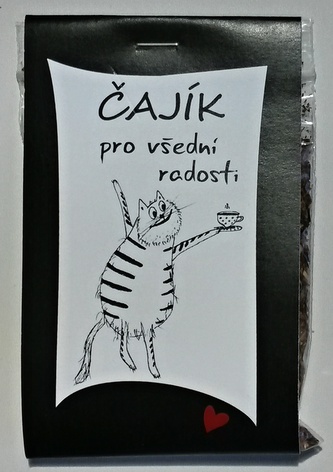 ČAJÍK
pro všední
radosti